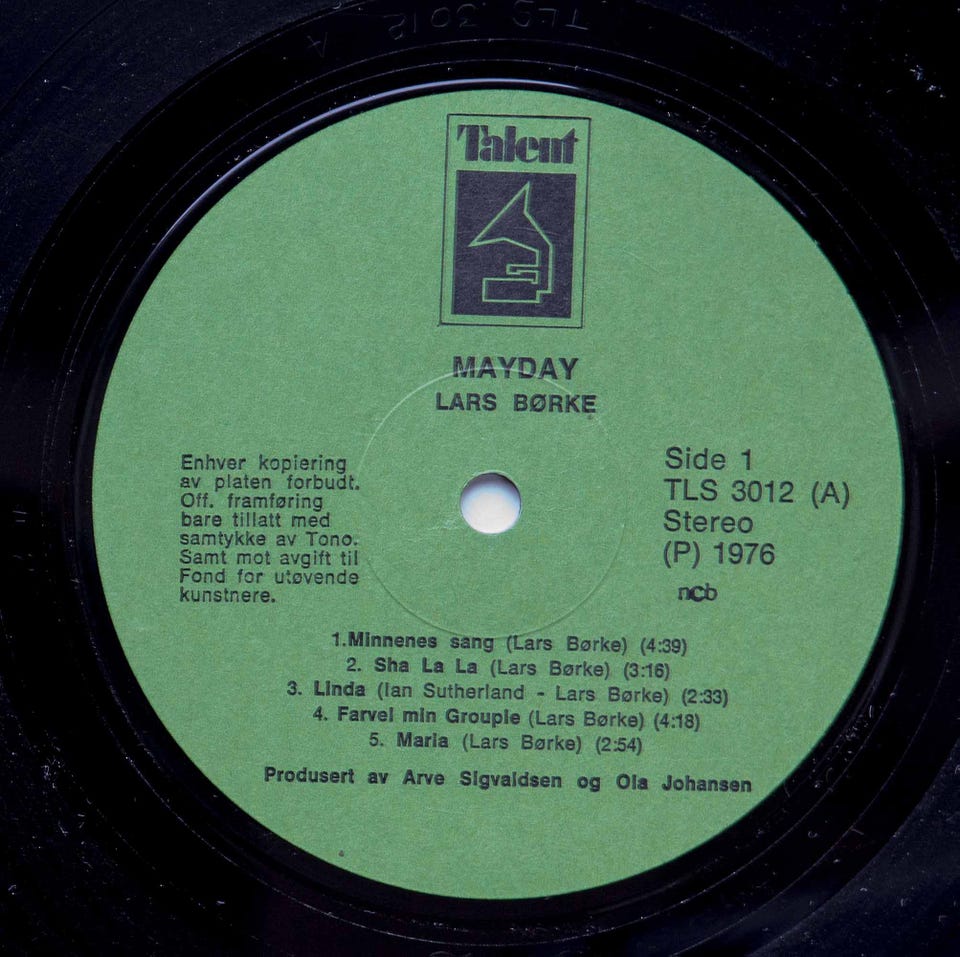 TLS 3012 A
Talent
MAYDAY
LARS BØRKE
Enhver kopiering
av platen forbudt.
Off. framføring
bare tillatt med
samtykke av Tono.
Samt mot avgift til
Fond for utøvende
kunstnere.
Side 1
TLS 3012 (A)
Stereo
(P) 1976
ncb
1.Minnenes sang (Lars Børke) (4:39)
2. Sha La La (Lars Børke) (3:16)
3. Linda (Ian Sutherland - Lars Børke) (2:33)
4. Farvel min Groupie (Lars Børke) (4:18)
5. Maria (Lars Børke) (2:54)
Produsert av Arve Sigvaldsen og Ola Johansen